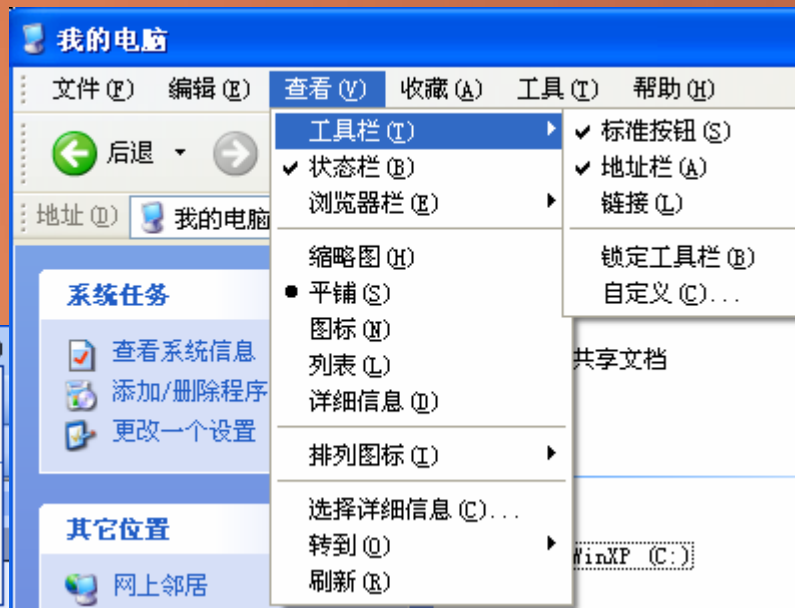 我的电脑
文件(F) 编辑(E) 查看(V) 收藏(A) 工具(T) 帮助(H)
后退
地址(D) 我的电脑
工具栏(T)
状态栏(B)
浏览器栏(E)
缩略图(H)
平铺(S)
图标(N)
列表(L)
详细信息(D)
排列图标(I)
选择详细信息(C)...
转到(O)
刷新(R)
标准按钮(S)
地址栏(A)
链接(L)
锁定工具栏(B)
自定义(C)...
系统任务
查看系统信息
添加/删除程序
更改一个设置
其它位置
网上邻居
共享文档
WinXP (C:)